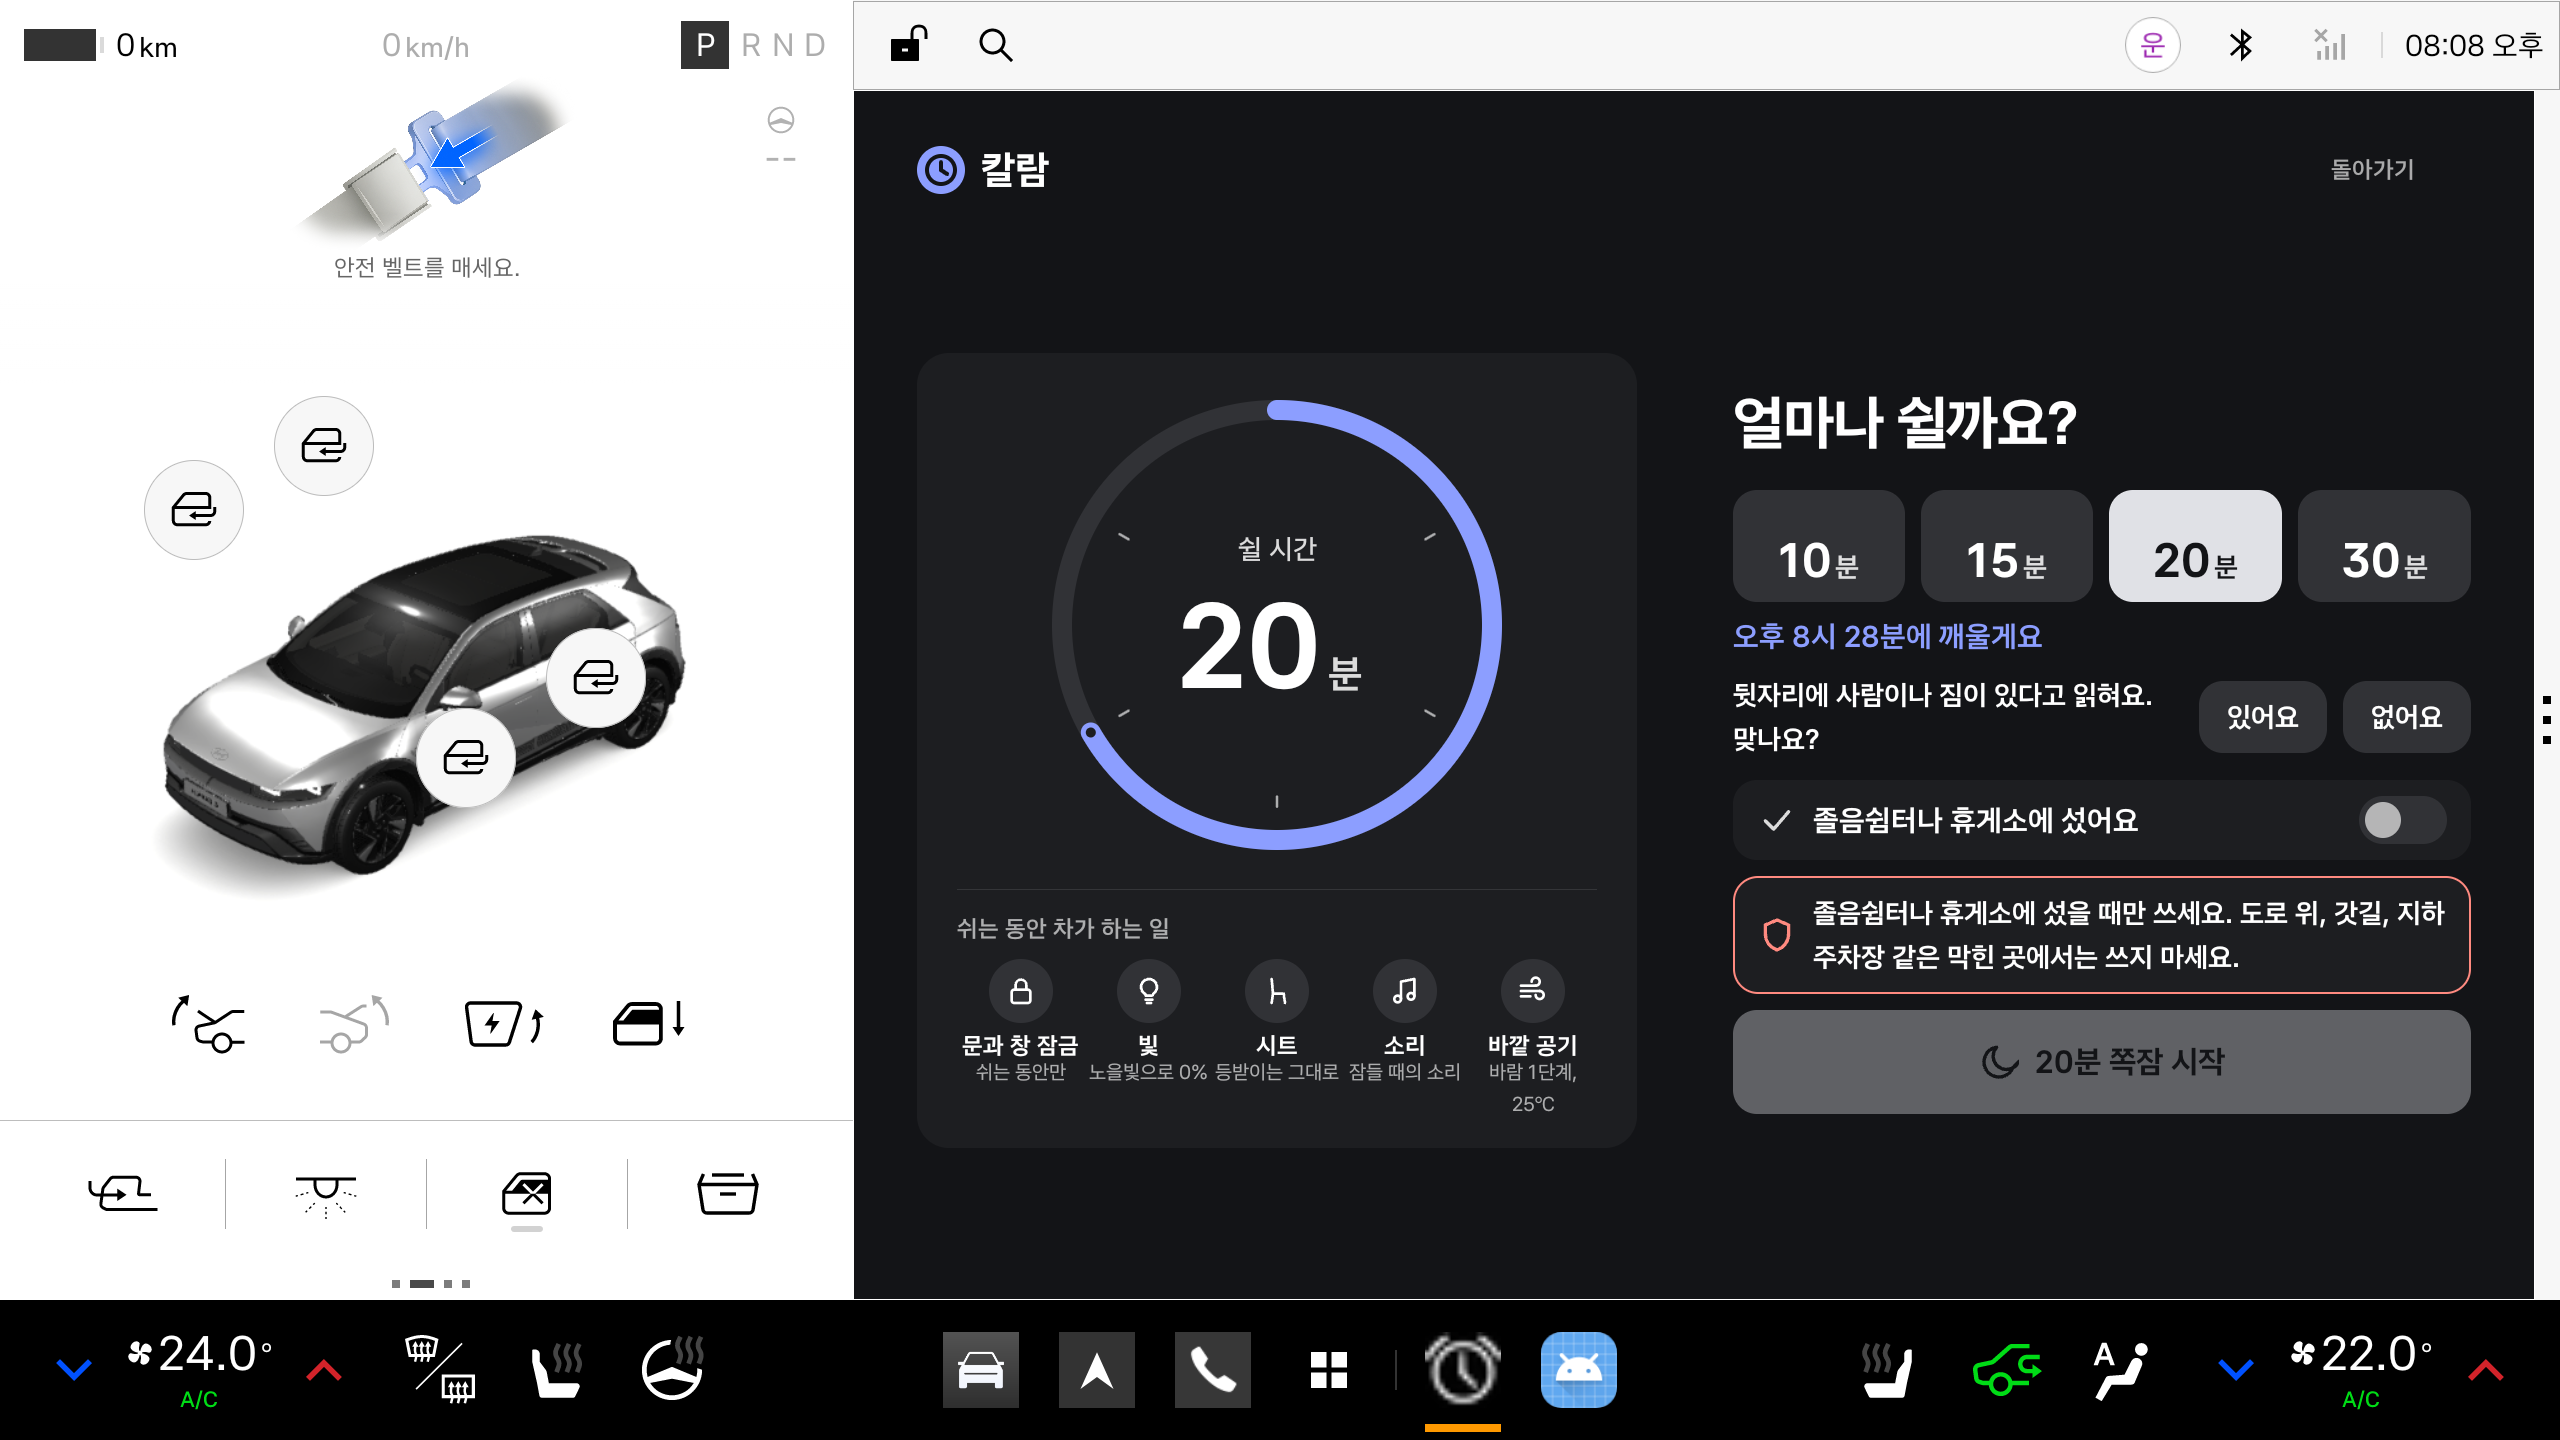 0 km
0 km/h
P R N D
운
08:08 오후
안전 벨트를 매세요.
칼람
돌아가기
쉴 시간
20 분
쉬는 동안 차가 하는 일
문과 창 잠금
쉬는 동안만
빛
노을빛으로 0%
시트
등받이는 그대로
소리
잠들 때의 소리
바깥 공기
바람 1단계,
25°C
얼마나 쉴까요?
10분
15분
20분
30분
오후 8시 28분에 깨울게요
뒷자리에 사람이나 짐이 있다고 읽혀요.
맞나요?
있어요
없어요
졸음쉼터나 휴게소에 섰어요
졸음쉼터나 휴게소에 섰을 때만 쓰세요. 도로 위, 갓길, 지하
주차장 같은 막힌 곳에서는 쓰지 마세요.
20분 쪽잠 시작
24.0°
A/C
A
22.0°
A/C